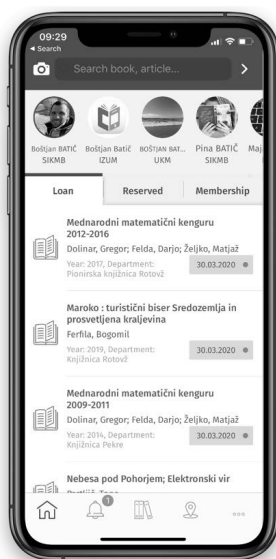 09:29
Search
Search book, article...
Boštjan BATIČ
SIKMB
Boštjan Batič
IZUM
BOŠTJAN BAT...
UKM
Pina BATIČ
SIKMB
Maj
Loan
Reserved
Membership
Mednarodni matematični kenguru
2012-2016
Dolinar, Gregor; Felda, Darjo; Željko, Matjaž
Year: 2017, Department:
Pionirska knjižnica Rotovž
30.03.2020
Maroko : turistični biser Sredozemlja in
prosvetljena kraljevina
Ferfila, Bogomil
Year: 2019, Department:
Knjižnica Rotovž
30.03.2020
Mednarodni matematični kenguru
2009-2011
Dolinar, Gregor; Felda, Darjo; Željko, Matjaž
Year: 2014, Department:
Knjižnica Pekre
30.03.2020
Nebesa pod Pohorjem; Elektronski vir
1